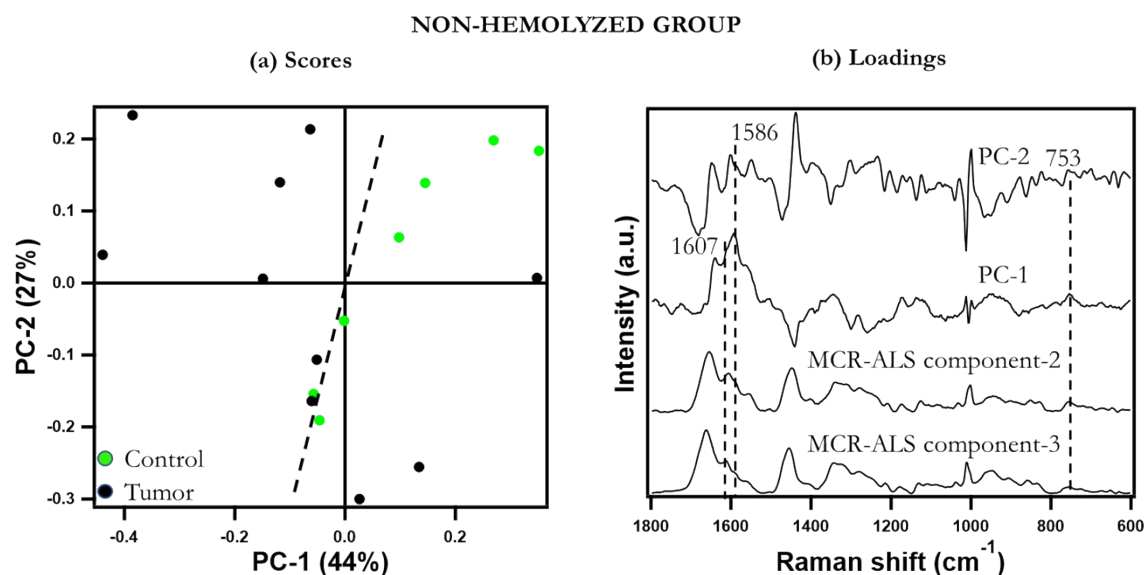 NON-HEMOLYZED GROUP
(a) Scores
(b) Loadings
PC-2 (27%)
0.2
0.1
0.0
-0.1
-0.2
-0.3
Control
Tumor
-0.4
-0.2
0.0
0.2
PC-1 (44%)
Intensity (a.u.)
1586
PC-2
753
1607
PC-1
MCR-ALS component-2
MCR-ALS component-3
1800
1600
1400
1200
1000
800
600
Raman shift (cm⁻¹)